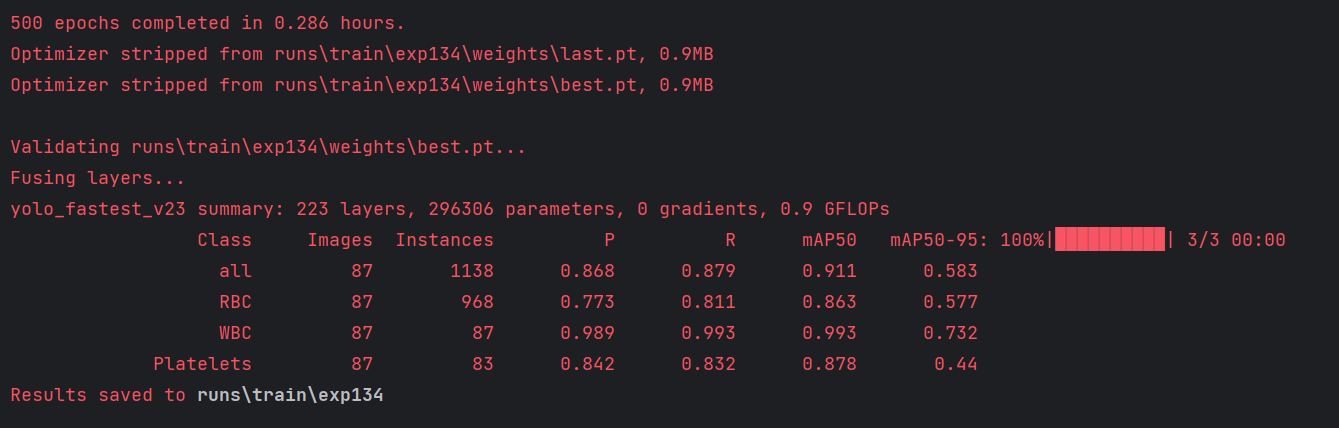 500 epochs completed in 0.286 hours.
Optimizer stripped from runs\train\exp134\weights\last.pt, 0.9MB
Optimizer stripped from runs\train\exp134\weights\best.pt, 0.9MB
Validating runs\train\exp134\weights\best.pt...
Fusing layers...
yolo_fastest_v23 summary: 223 layers, 296306 parameters, 0 gradients, 0.9 GFLOPs
Class Images Instances P R mAP50 mAP50-95: 100%|██████████| 3/3 00:00
all 87 1138 0.868 0.879 0.911 0.583
RBC 87 968 0.773 0.811 0.863 0.577
WBC 87 87 0.989 0.993 0.993 0.732
Platelets 87 83 0.842 0.832 0.878 0.44
Results saved to runs\train\exp134